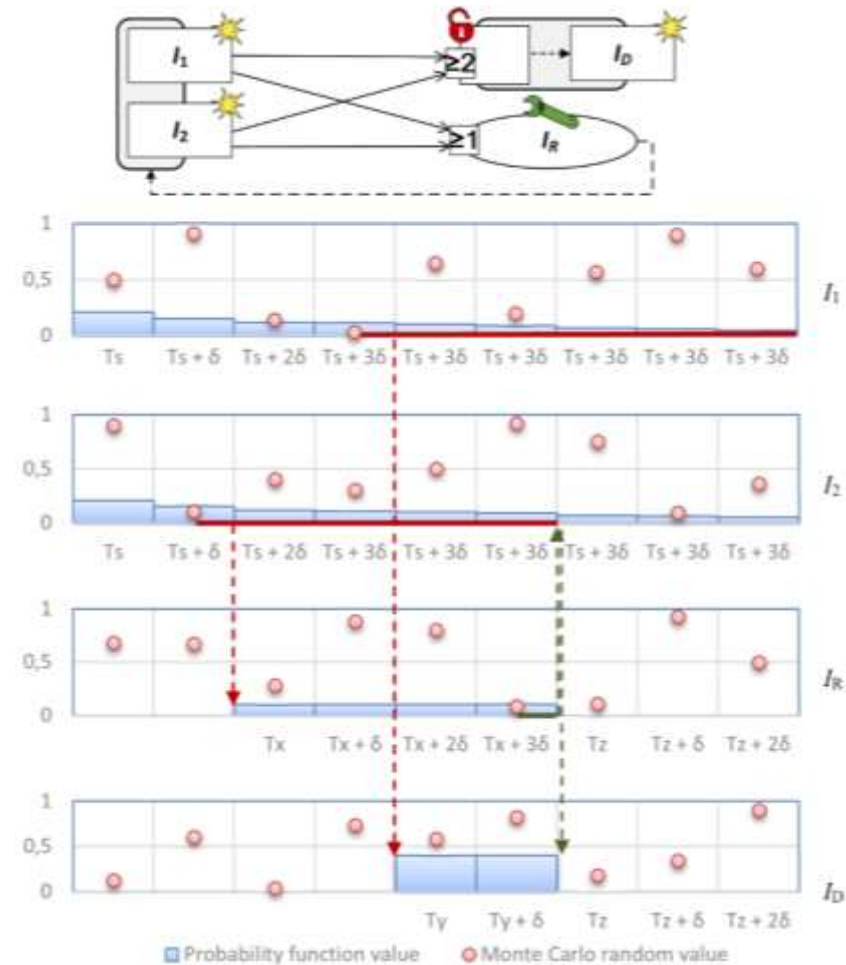 I₁
≥2
I_D
I₂
≥1
I_R
1
0,5
0
I₁
Ts Ts + δ Ts + 2δ Ts + 3δ Ts + 3δ Ts + 3δ Ts + 3δ Ts + 3δ Ts + 3δ
1
0,5
0
I₂
Ts Ts + δ Ts + 2δ Ts + 3δ Ts + 3δ Ts + 3δ Ts + 3δ Ts + 3δ Ts + 3δ
1
0,5
0
I_R
Tx Tx + δ Tx + 2δ Tx + 3δ Tz Tz + δ Tz + 2δ
1
0,5
0
I_D
Ty Ty + δ Tz Tz + δ Tz + 2δ
Probability function value Monte Carlo random value